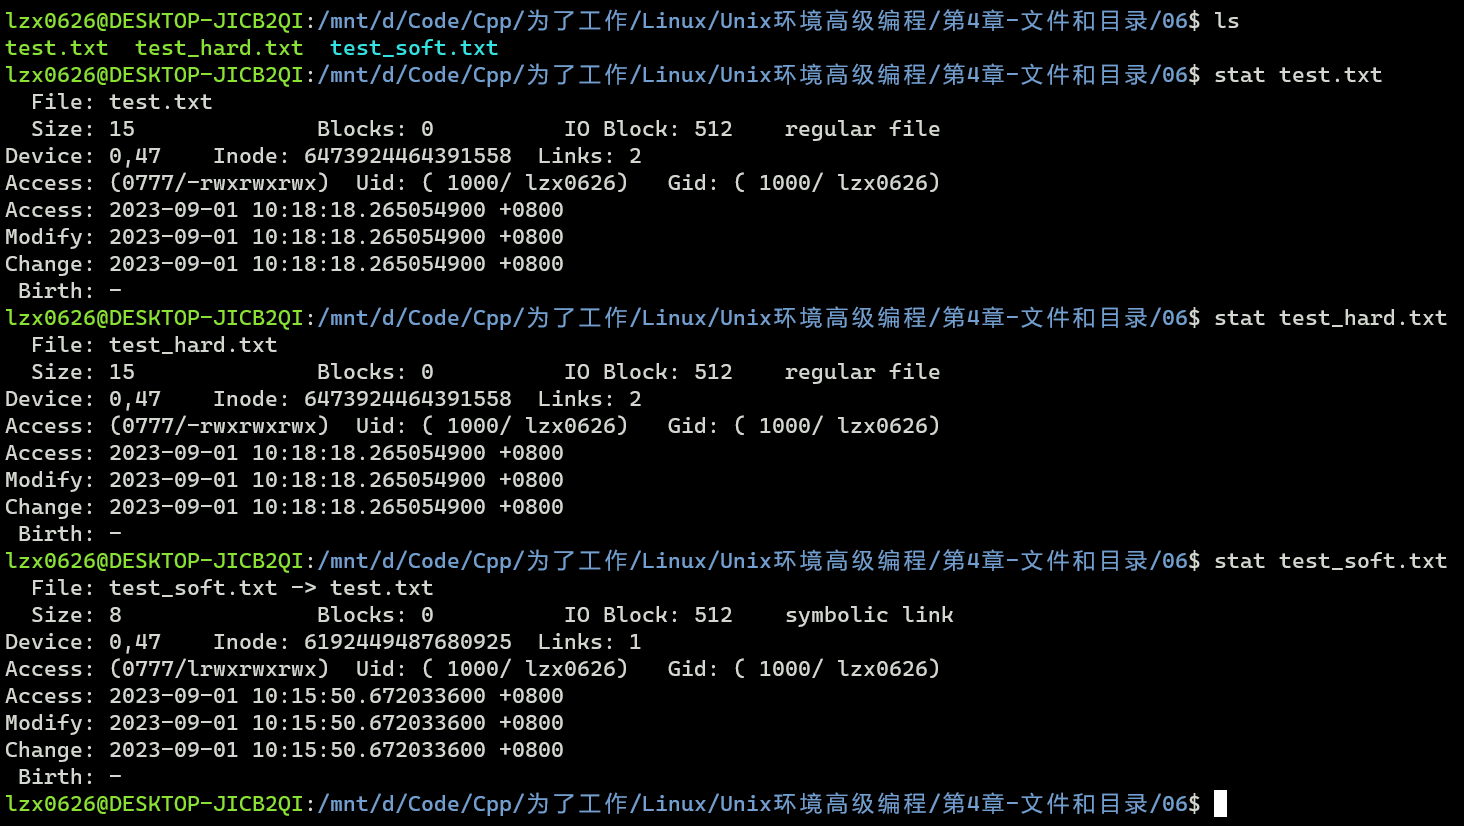 lzx0626@DESKTOP-JICB2QI:/mnt/d/Code/Cpp/为了工作/Linux/Unix环境高级编程/第4章-文件和目录/06$ ls
test.txt  test_hard.txt  test_soft.txt
lzx0626@DESKTOP-JICB2QI:/mnt/d/Code/Cpp/为了工作/Linux/Unix环境高级编程/第4章-文件和目录/06$ stat test.txt
  File: test.txt
  Size: 15              Blocks: 0          IO Block: 512    regular file
Device: 0,47    Inode: 6473924464391558  Links: 2
Access: (0777/-rwxrwxrwx)  Uid: ( 1000/ lzx0626)   Gid: ( 1000/ lzx0626)
Access: 2023-09-01 10:18:18.265054900 +0800
Modify: 2023-09-01 10:18:18.265054900 +0800
Change: 2023-09-01 10:18:18.265054900 +0800
 Birth: -
lzx0626@DESKTOP-JICB2QI:/mnt/d/Code/Cpp/为了工作/Linux/Unix环境高级编程/第4章-文件和目录/06$ stat test_hard.txt
  File: test_hard.txt
  Size: 15              Blocks: 0          IO Block: 512    regular file
Device: 0,47    Inode: 6473924464391558  Links: 2
Access: (0777/-rwxrwxrwx)  Uid: ( 1000/ lzx0626)   Gid: ( 1000/ lzx0626)
Access: 2023-09-01 10:18:18.265054900 +0800
Modify: 2023-09-01 10:18:18.265054900 +0800
Change: 2023-09-01 10:18:18.265054900 +0800
 Birth: -
lzx0626@DESKTOP-JICB2QI:/mnt/d/Code/Cpp/为了工作/Linux/Unix环境高级编程/第4章-文件和目录/06$ stat test_soft.txt
  File: test_soft.txt -> test.txt
  Size: 8               Blocks: 0          IO Block: 512    symbolic link
Device: 0,47    Inode: 6192449487680925  Links: 1
Access: (0777/lrwxrwxrwx)  Uid: ( 1000/ lzx0626)   Gid: ( 1000/ lzx0626)
Access: 2023-09-01 10:15:50.672033600 +0800
Modify: 2023-09-01 10:15:50.672033600 +0800
Change: 2023-09-01 10:15:50.672033600 +0800
 Birth: -
lzx0626@DESKTOP-JICB2QI:/mnt/d/Code/Cpp/为了工作/Linux/Unix环境高级编程/第4章-文件和目录/06$